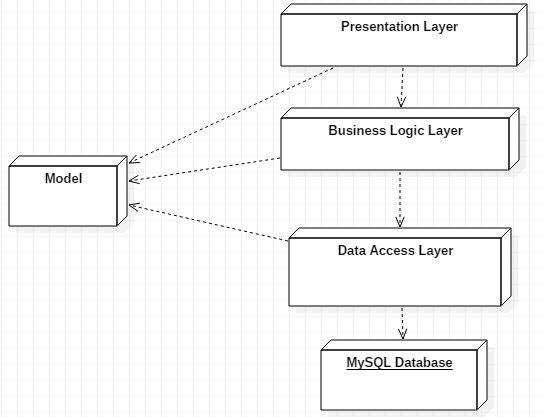 Presentation Layer
Business Logic Layer
Model
Data Access Layer
MySQL Database